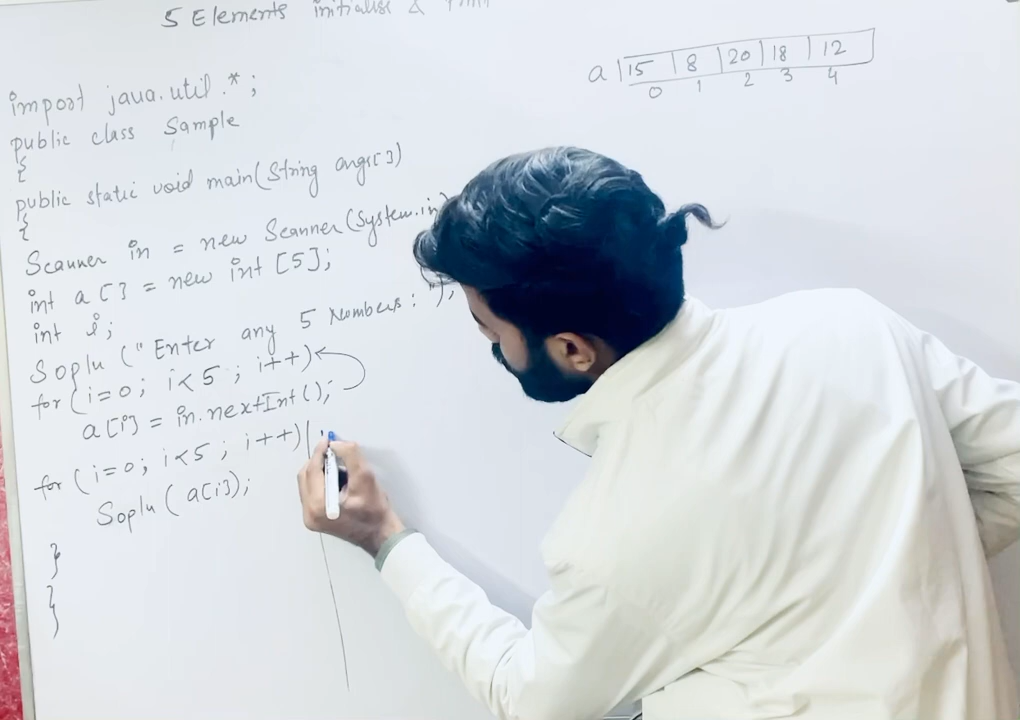 5 Elements initialise &
a 15 8 20 18 12
0 1 2 3 4
import java.util.*;
public class Sample
{
public static void main(String args[])
{
Scanner in = new Scanner(System.in)
int a[] = new int [5];
int i;
Sopln ("Enter any 5 Numbers: ");
for (i=0; i<5; i++)
a[i] = in.nextInt();
for (i=0; i<5; i++)
Sopln (a[i]);
}
}